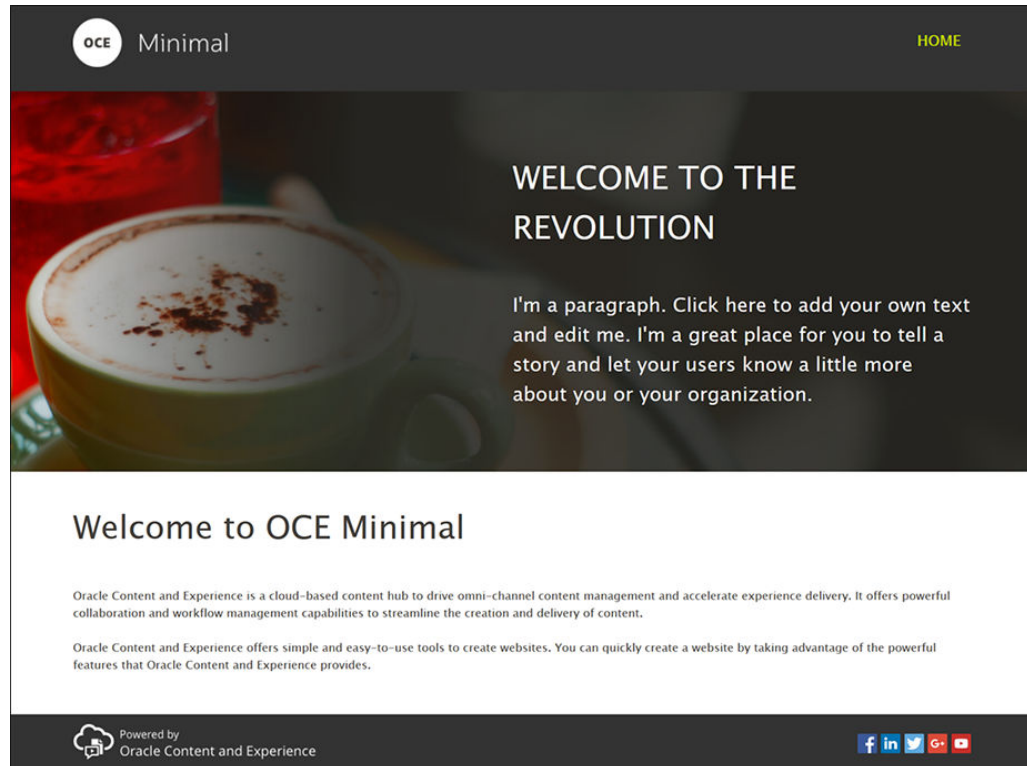 OCE Minimal
HOME
WELCOME TO THE
REVOLUTION
I'm a paragraph. Click here to add your own text
and edit me. I'm a great place for you to tell a
story and let your users know a little more
about you or your organization.
Welcome to OCE Minimal
Oracle Content and Experience is a cloud-based content hub to drive omni-channel content management and accelerate experience delivery. It offers powerful
collaboration and workflow management capabilities to streamline the creation and delivery of content.
Oracle Content and Experience offers simple and easy-to-use tools to create websites. You can quickly create a website by taking advantage of the powerful
features that Oracle Content and Experience provides.
Powered by
Oracle Content and Experience
f in G+